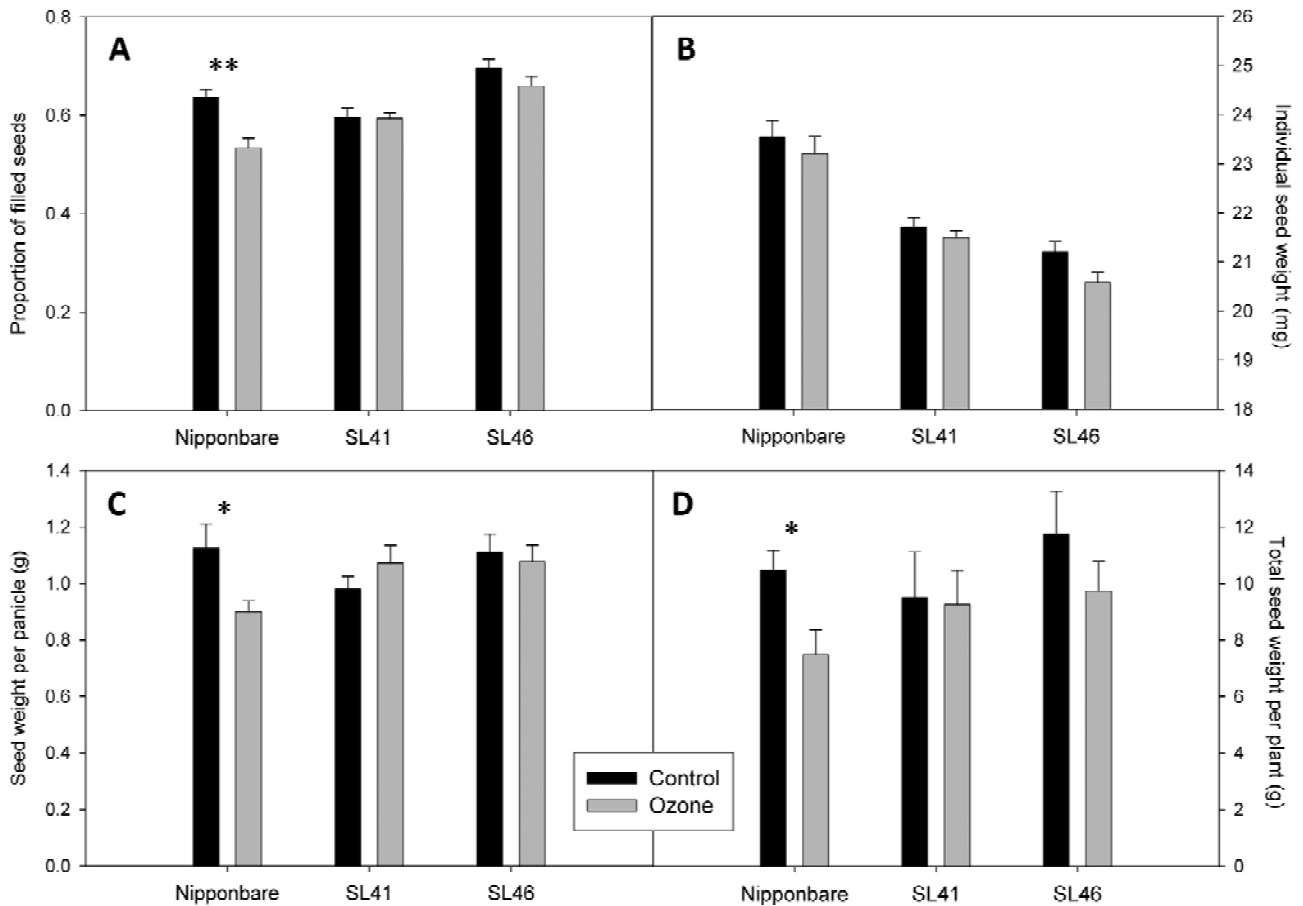 A
**
Proportion of filled seeds
0.8
0.6
0.4
0.2
0.0
Nipponbare SL41 SL46
B
26
25
24
23
22
21
20
19
18
Individual seed weight (mg)
Nipponbare SL41 SL46
C
*
Seed weight per panicle (g)
1.4
1.2
1.0
0.8
0.6
0.4
0.2
0.0
Nipponbare SL41 SL46
Control
Ozone
D
*
14
12
10
8
6
4
2
0
Total seed weight per plant (g)
Nipponbare SL41 SL46